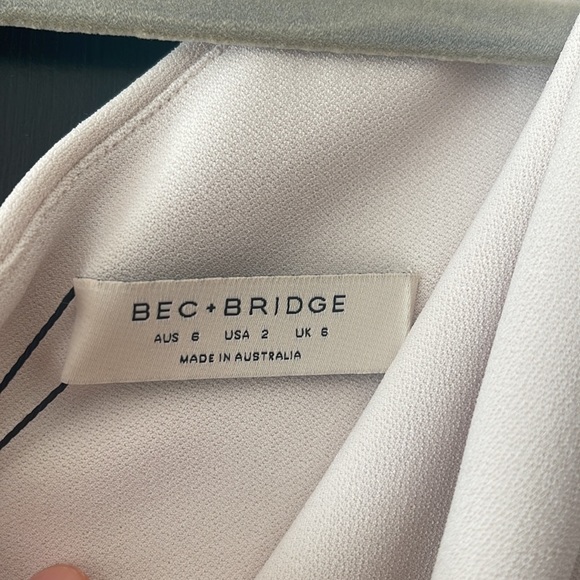 BEC + BRIDGE
AUS 6 USA 2 UK 6
MADE IN AUSTRALIA